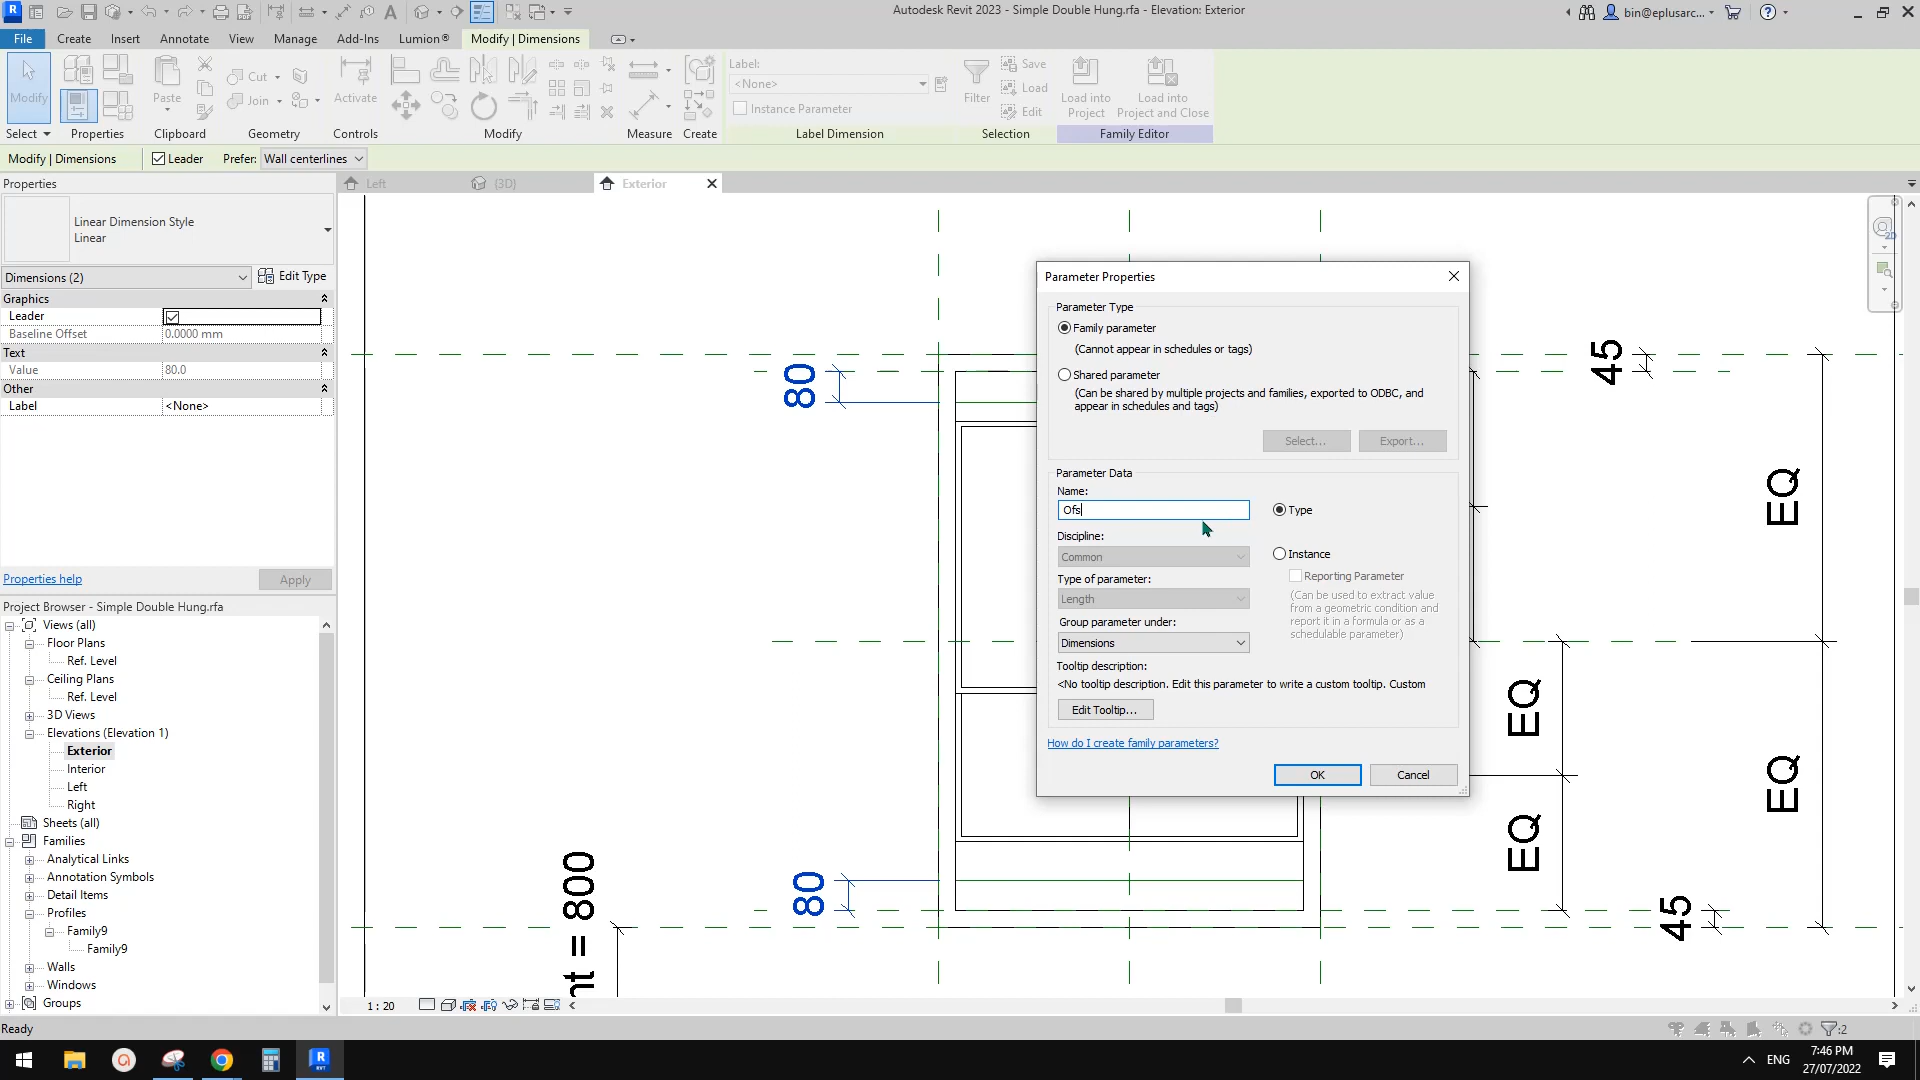 Autodesk Revit 2023 - Simple Double Hung.rfa - Elevation: Exterior
bin@eplusarc...
File
Create
Insert
Annotate
View
Manage
Add-Ins
Lumion®
Modify | Dimensions
Modify
Paste
Cut
Join
Activate
Label:
<None>
Instance Parameter
Filter
Save
Load
Edit
Load into
Project
Load into
Project and Close
Select
Properties
Clipboard
Geometry
Controls
Modify
Measure
Create
Label Dimension
Selection
Family Editor
Modify | Dimensions
Leader
Prefer:
Wall centerlines
Properties
Left
(3D)
Exterior
Linear Dimension Style
Linear
Dimensions (2)
Edit Type
Graphics
Leader
Baseline Offset
0.0000 mm
Text
Value
80.0
Other
Label
<None>
Properties help
Apply
Project Browser - Simple Double Hung.rfa
Views (all)
Floor Plans
Ref. Level
Ceiling Plans
Ref. Level
3D Views
Elevations (Elevation 1)
Exterior
Interior
Left
Right
Sheets (all)
Families
Analytical Links
Annotation Symbols
Detail Items
Profiles
Family9
Family9
Walls
Windows
Groups
80
80
nt = 800
45
EQ
EQ
EQ
EQ
45
2D
Parameter Properties
Parameter Type
Family parameter
(Cannot appear in schedules or tags)
Shared parameter
(Can be shared by multiple projects and families, exported to ODBC, and
appear in schedules and tags)
Select...
Export...
Parameter Data
Name:
Ofs
Type
Discipline:
Common
Instance
Type of parameter:
Reporting Parameter
Length
(Can be used to extract value
from a geometric condition and
report it in a formula or as a
schedulable parameter)
Group parameter under:
Dimensions
Tooltip description:
<No tooltip description. Edit this parameter to write a custom tooltip. Custom
Edit Tooltip...
How do I create family parameters?
OK
Cancel
1 : 20
Ready
:2
ENG
7:46 PM
27/07/2022